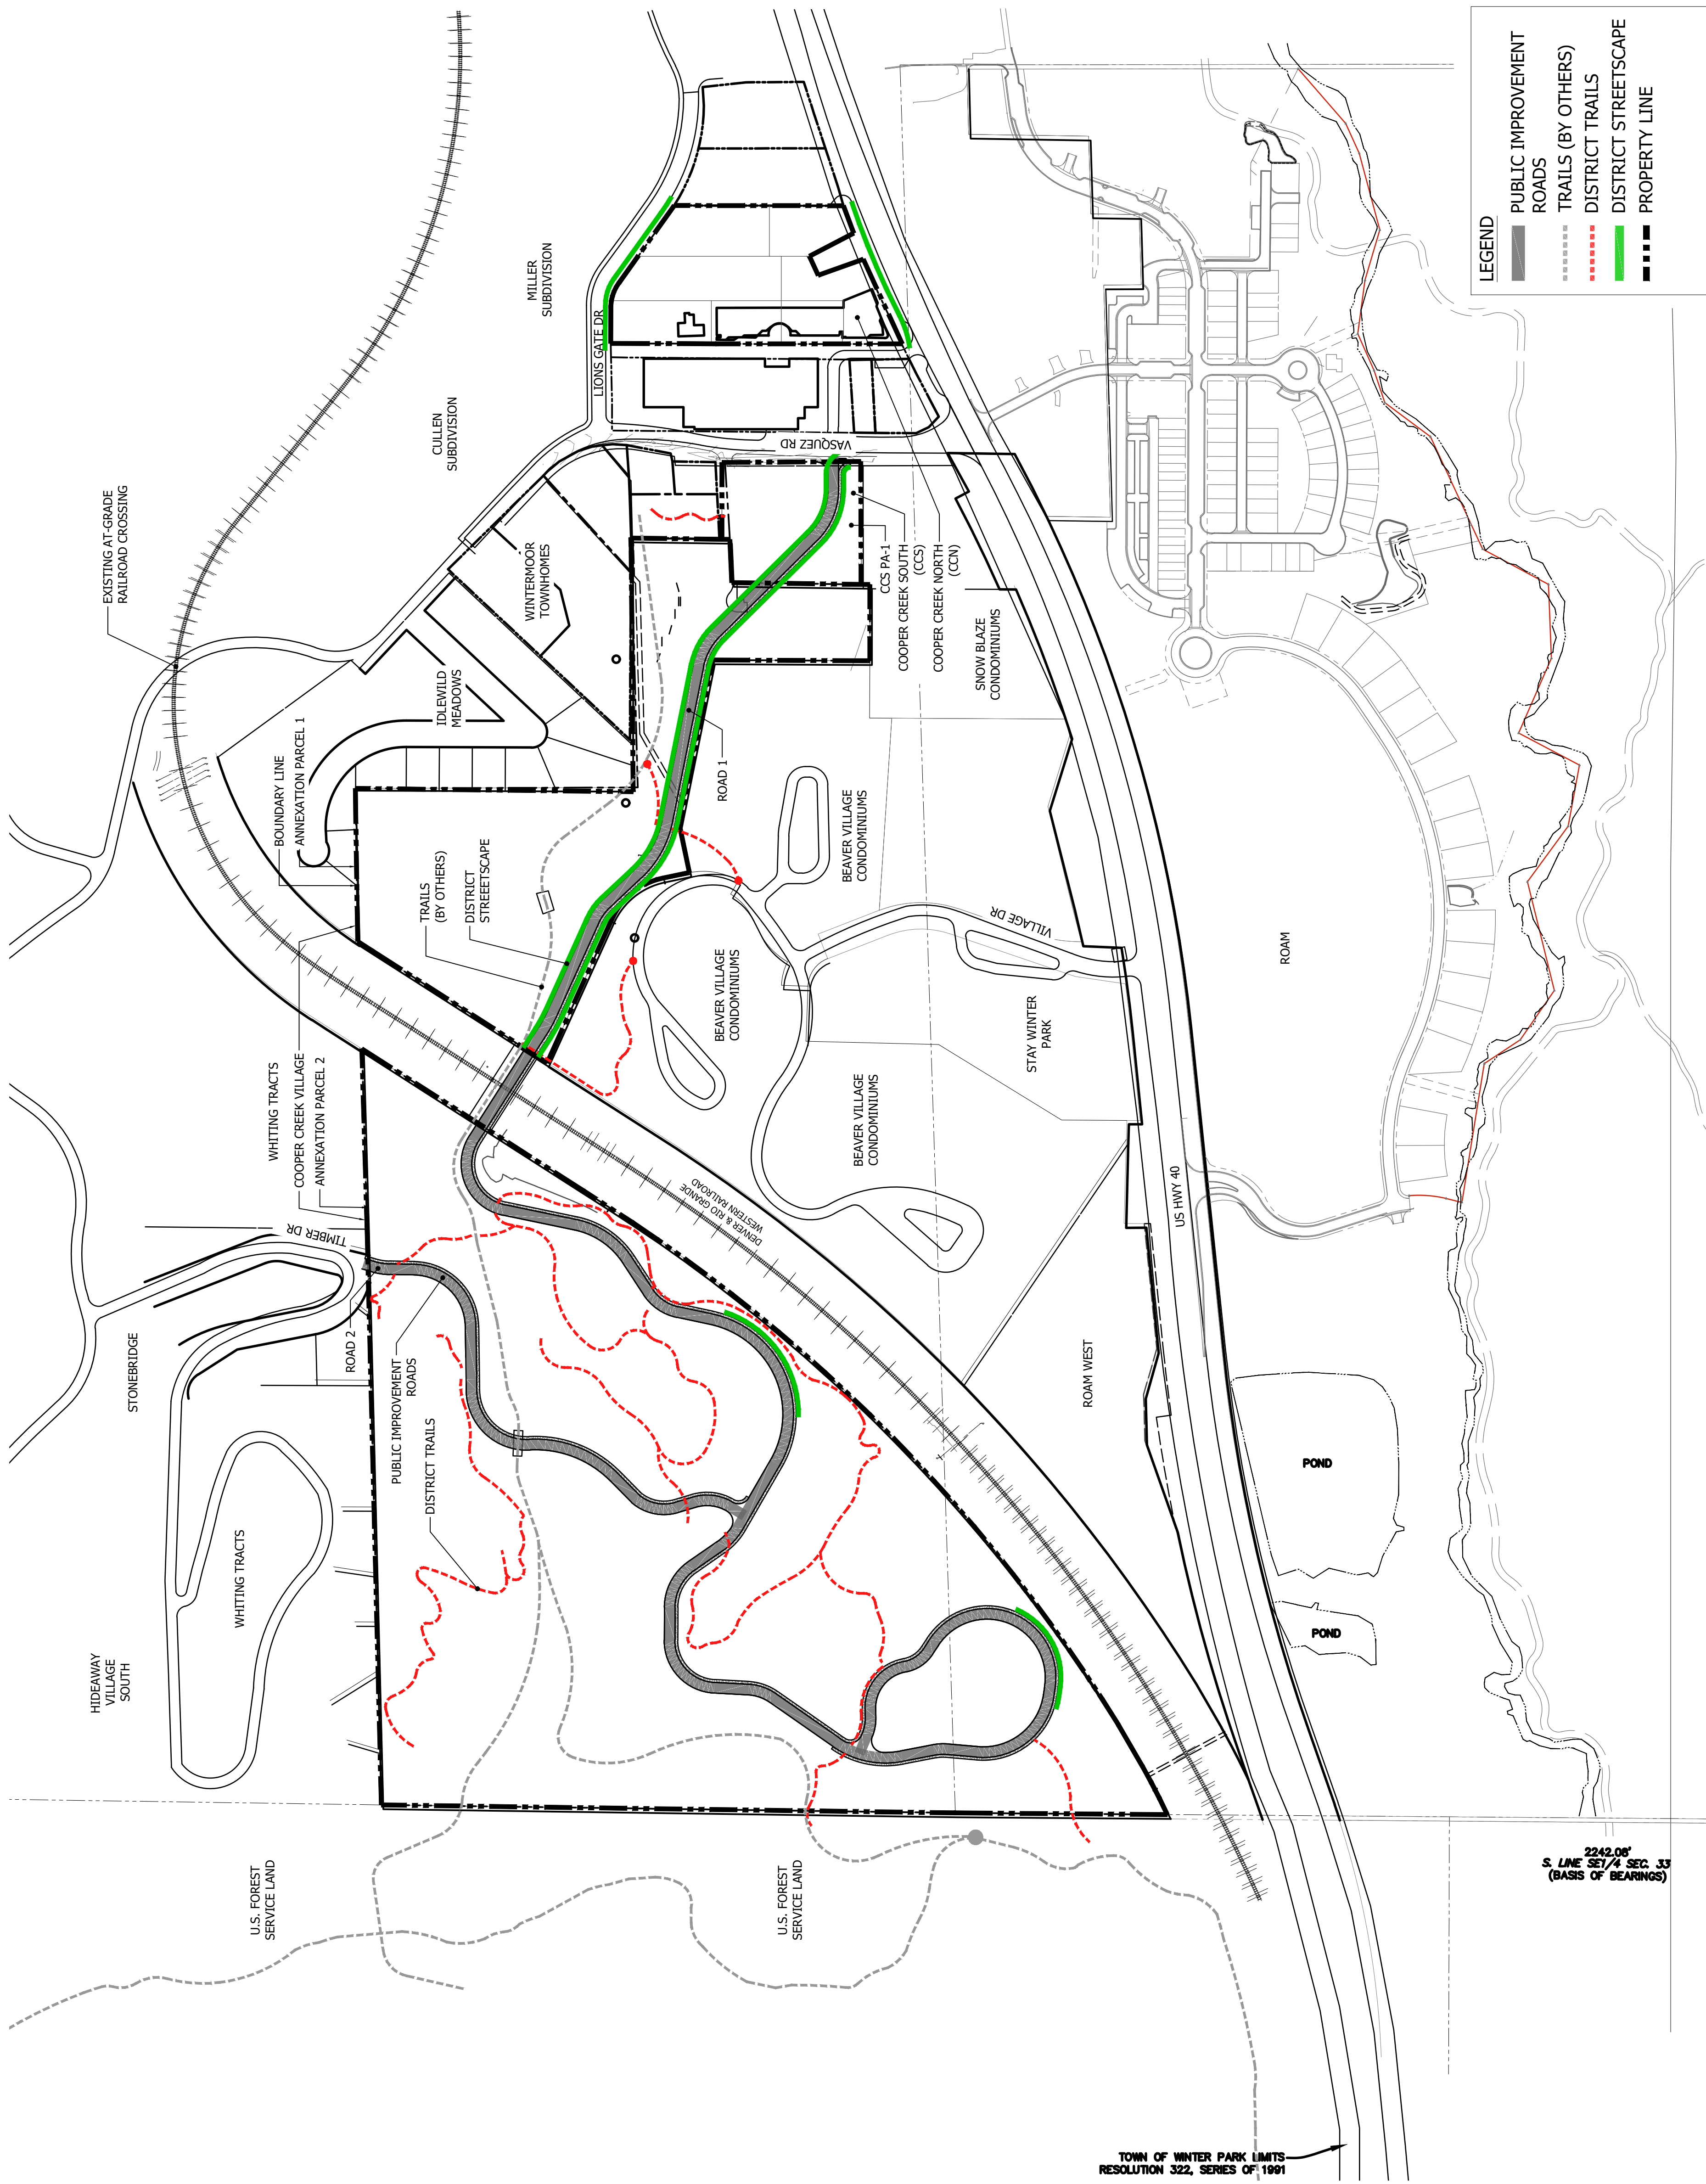 EXISTING AT-GRADE
RAILROAD CROSSING
CULLEN
SUBDIVISION
MILLER
SUBDIVISION
LIONS GATE DR
VASQUEZ RD
WINTERMOOR
TOWNHOMES
IDLEWILD
MEADOWS
BOUNDARY LINE
ANNEXATION PARCEL 1
TRAILS
(BY OTHERS)
DISTRICT
STREEETSCAPE
ROAD 1
CCS PA-1
COOPER CREEK SOUTH
(CCS)
COOPER CREEK NORTH
(CCN)
SNOW BLAZE
CONDOMINIUMS
BEAVER VILLAGE
CONDOMINIUMS
BEAVER VILLAGE
CONDOMINIUMS
BEAVER VILLAGE
CONDOMINIUMS
VILLAGE DR
STAY WINTER
PARK
ROAM
US HWY 40
ROAM WEST
DENVER & RIO GRANDE
WESTERN RAILROAD
WHITING TRACTS
COOPER CREEK VILLAGE
ANNEXATION PARCEL 2
TIMBER DR
STONEBRIDGE
ROAD 2
PUBLIC IMPROVEMENT
ROADS
DISTRICT TRAILS
WHITING TRACTS
HIDEAWAY
VILLAGE
SOUTH
U.S. FOREST
SERVICE LAND
U.S. FOREST
SERVICE LAND
POND
POND
2242.08'
S. LINE SE1/4 SEC. 33
(BASIS OF BEARINGS)
TOWN OF WINTER PARK LIMITS
RESOLUTION 322, SERIES OF 1991
LEGEND
PUBLIC IMPROVEMENT
ROADS
TRAILS (BY OTHERS)
DISTRICT TRAILS
DISTRICT STREETSCAPE
PROPERTY LINE